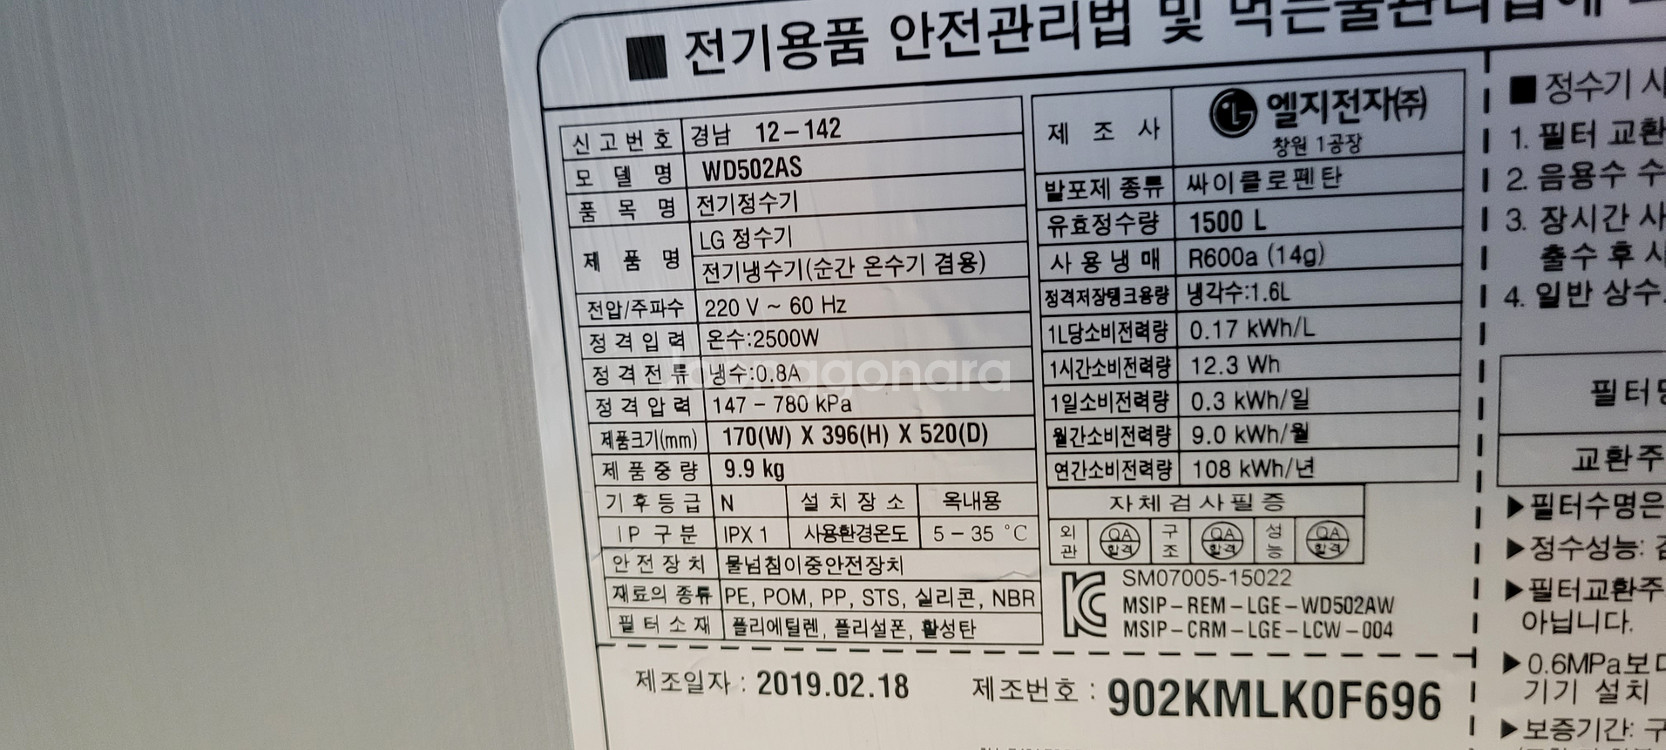 ■ 전기용품 안전관리법 및 먹는물관리법에
신고번호 경남 12-142
모델명 WD502AS
품목명 전기정수기
제품명 LG 정수기
전기냉수기(순간 온수기 겸용)
전압/주파수 220 V ~ 60 Hz
정격입력 온수:2500W
정격전류 냉수:0.8A
정격압력 147 - 780 kPa
제품크기(mm) 170(W) X 396(H) X 520(D)
제품중량 9.9 kg
기후등급 N 설치장소 옥내용
IP 구분 IPX 1 사용환경온도 5 - 35 ℃
안전장치 물넘침이중안전장치
재료의 종류 PE, POM, PP, STS, 실리콘, NBR
필터소재 폴리에틸렌, 폴리설폰, 활성탄
제조사 LG 엘지전자(주)
창원 1공장
발포제 종류 싸이클로펜탄
유효정수량 1500 L
사용냉매 R600a (14g)
정격저장탱크용량 냉각수:1.6L
1L당소비전력량 0.17 kWh/L
1시간소비전력량 12.3 Wh
1일소비전력량 0.3 kWh/일
월간소비전력량 9.0 kWh/월
연간소비전력량 108 kWh/년
자체검사필증
외관 QA 합격 구조 QA 합격 성능 QA 합격
SM07005-15022
MSIP-REM-LGE-WD502AW
MSIP-CRM-LGE-LCW-004
제조일자 : 2019.02.18 제조번호 : 902KMLK0F696
■ 정수기 사
1. 필터 교환
2. 음용수 수
3. 장시간 사
출수 후 사
4. 일반 상수
필터
교환주
▶필터수명은
▶정수성능:
▶필터교환주
아닙니다.
▶0.6MPa보다
기기 설치
▶보증기간: 구